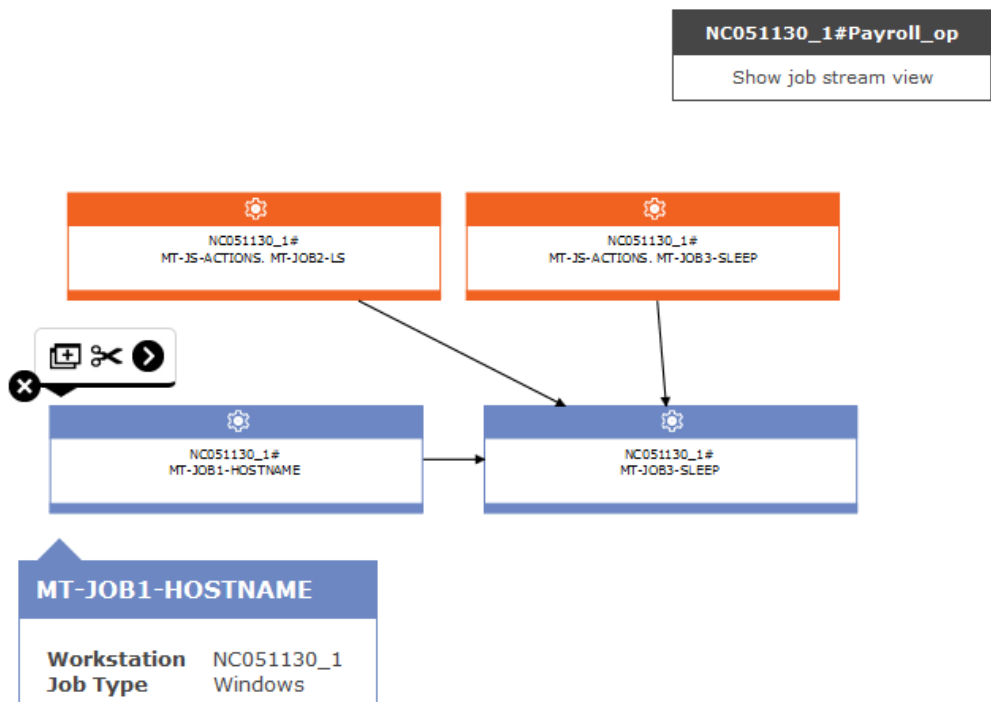 NC051130_1#Payroll_op
Show job stream view
NC051130_1#
MT-JS-ACTIONS. MT-JOB2-LS
NC051130_1#
MT-JS-ACTIONS. MT-JOB3-SLEEP
NC051130_1#
MT-JOB1-HOSTNAME
NC051130_1#
MT-JOB3-SLEEP
MT-JOB1-HOSTNAME
Workstation NC051130_1
Job Type Windows